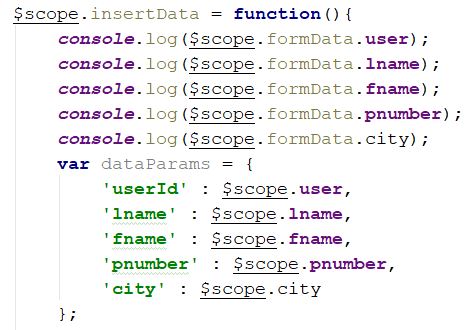 $scope.insertData = function(){
console.log($scope.formData.user);
console.log($scope.formData.lname);
console.log($scope.formData.fname);
console.log($scope.formData.pnumber);
console.log($scope.formData.city);
var dataParams = {
'userId' : $scope.user,
'lname' : $scope.lname,
'fname' : $scope.fname,
'pnumber' : $scope.pnumber,
'city' : $scope.city
};